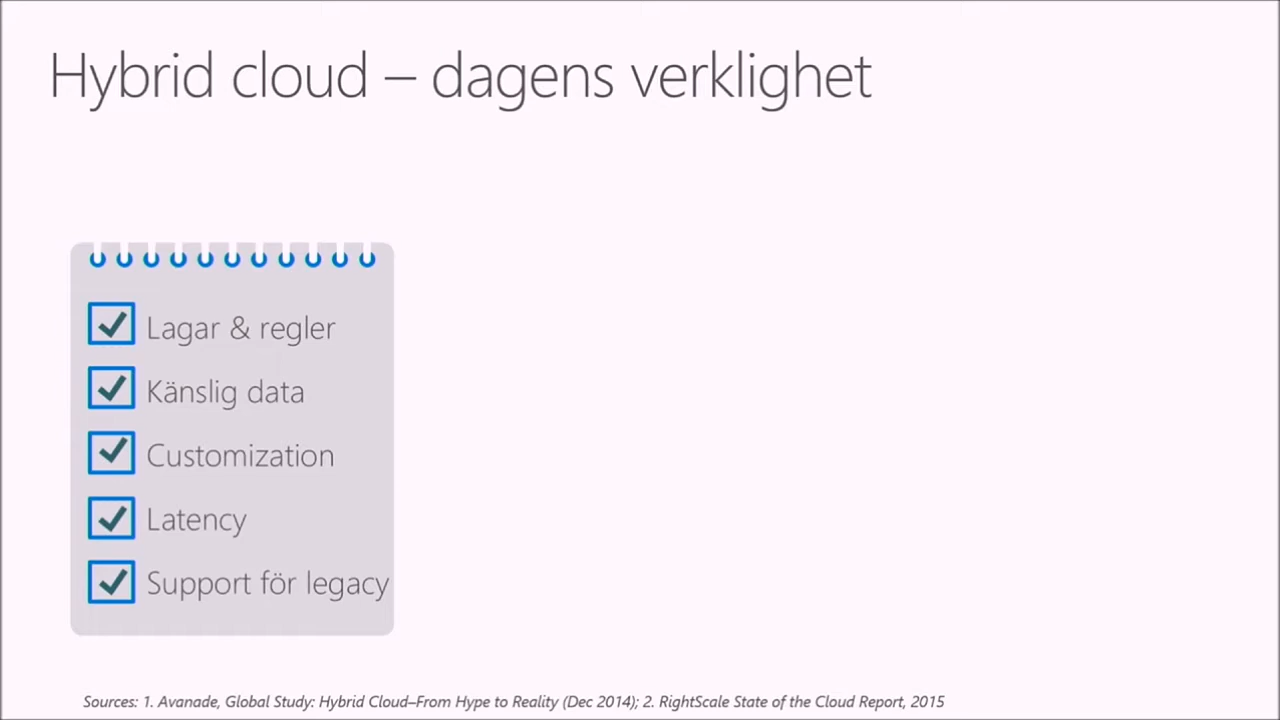 Hybrid cloud – dagens verklighet
Lagar & regler
Känslig data
Customization
Latency
Support för legacy
Sources: 1. Avanade, Global Study: Hybrid Cloud–From Hype to Reality (Dec 2014); 2. RightScale State of the Cloud Report, 2015